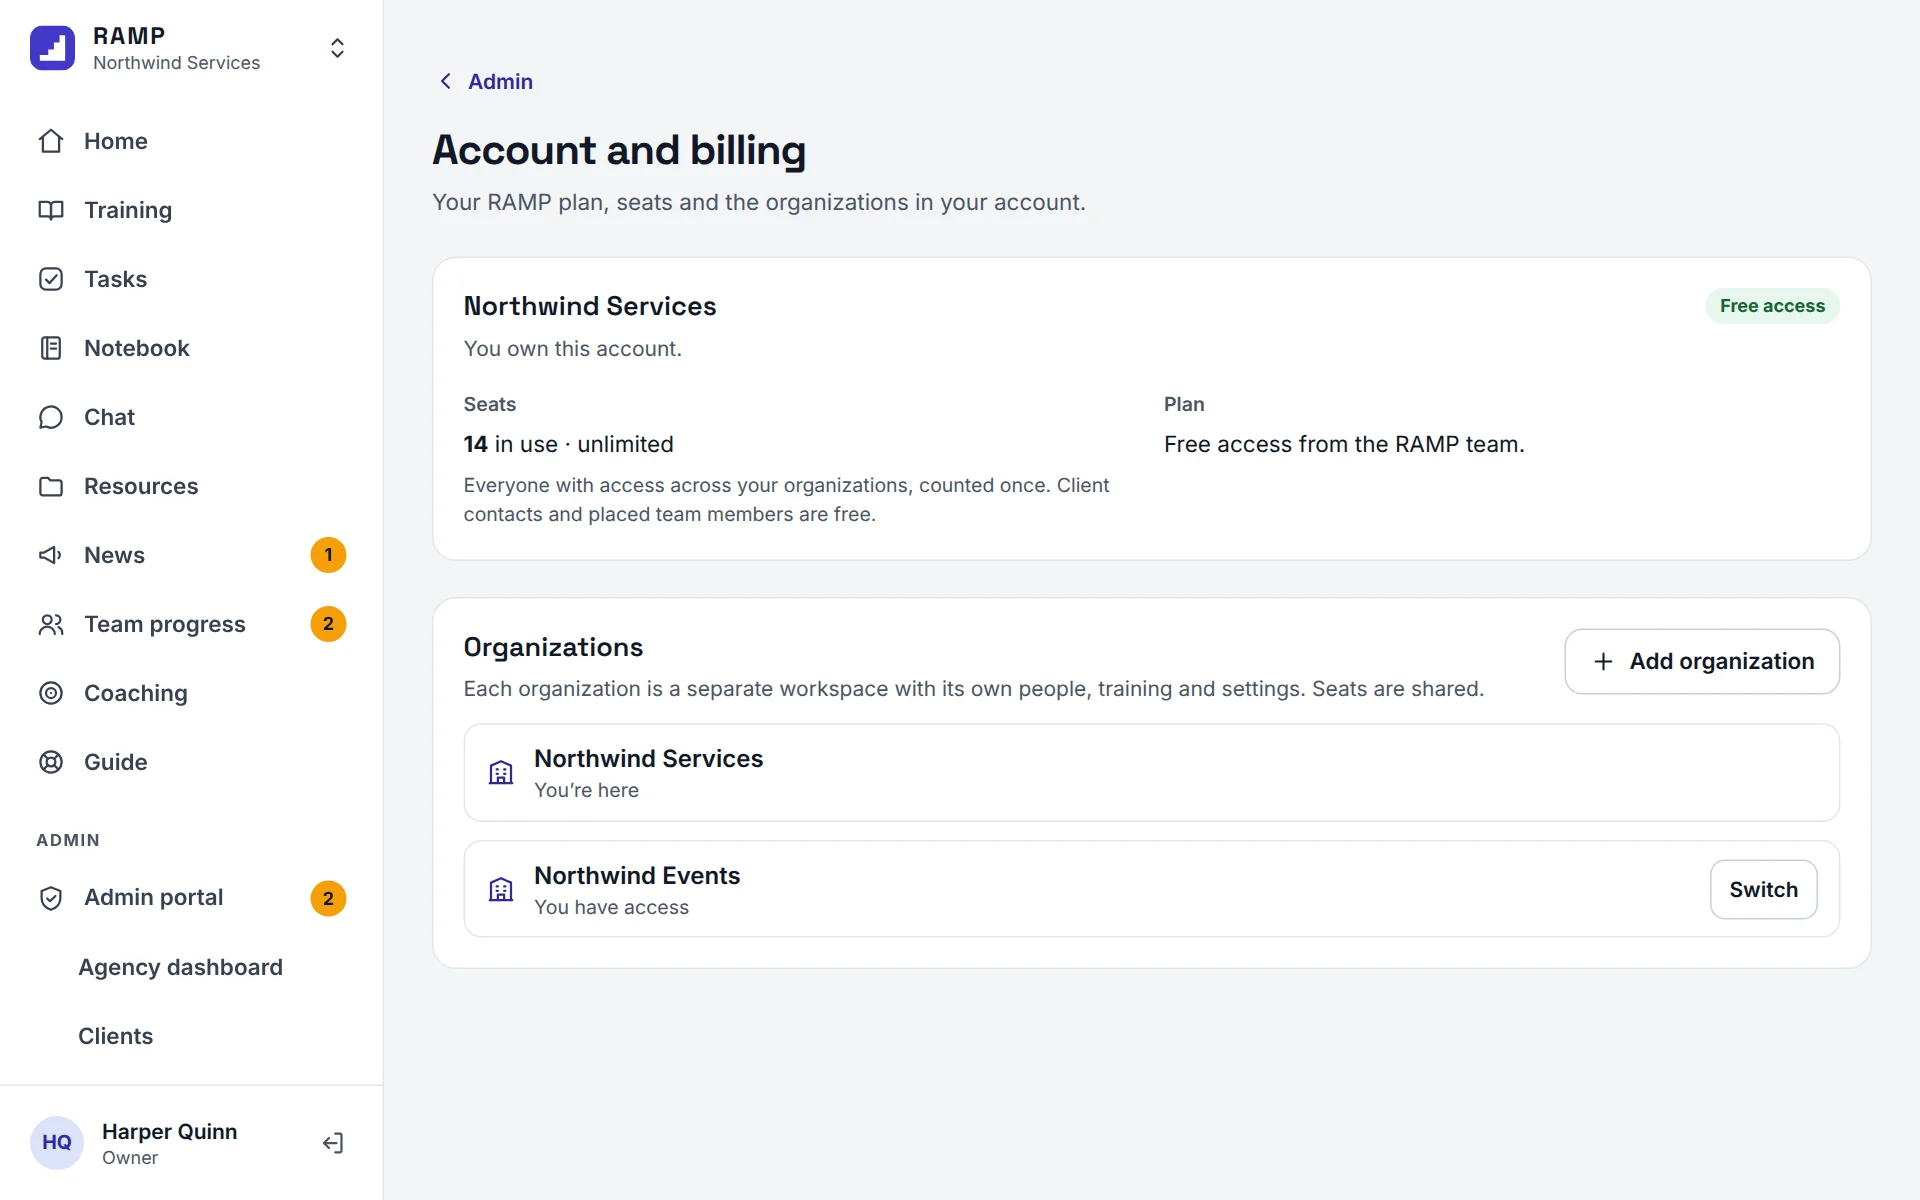 RAMP
Northwind Services
Home
Training
Tasks
Notebook
Chat
Resources
News
1
Team progress
2
Coaching
Guide
ADMIN
Admin portal
2
Agency dashboard
Clients
HQ
Harper Quinn
Owner
Admin
Account and billing
Your RAMP plan, seats and the organizations in your account.
Northwind Services
Free access
You own this account.
Seats
14 in use · unlimited
Everyone with access across your organizations, counted once. Client
contacts and placed team members are free.
Plan
Free access from the RAMP team.
Organizations
Each organization is a separate workspace with its own people, training and settings. Seats are shared.
Add organization
Northwind Services
You’re here
Northwind Events
You have access
Switch